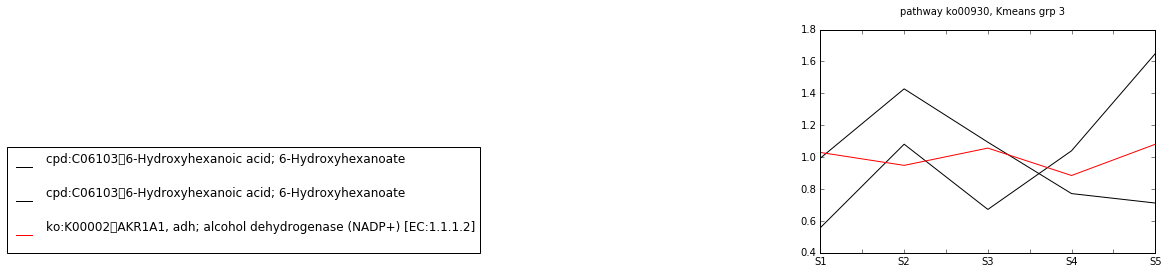 pathway ko00930, Kmeans grp 3
1.8
1.6
1.4
1.2
1.0
0.8
0.6
0.4
S1 S2 S3 S4 S5
cpd:C06103▯6-Hydroxyhexanoic acid; 6-Hydroxyhexanoate
cpd:C06103▯6-Hydroxyhexanoic acid; 6-Hydroxyhexanoate
ko:K00002▯AKR1A1, adh; alcohol dehydrogenase (NADP+) [EC:1.1.1.2]